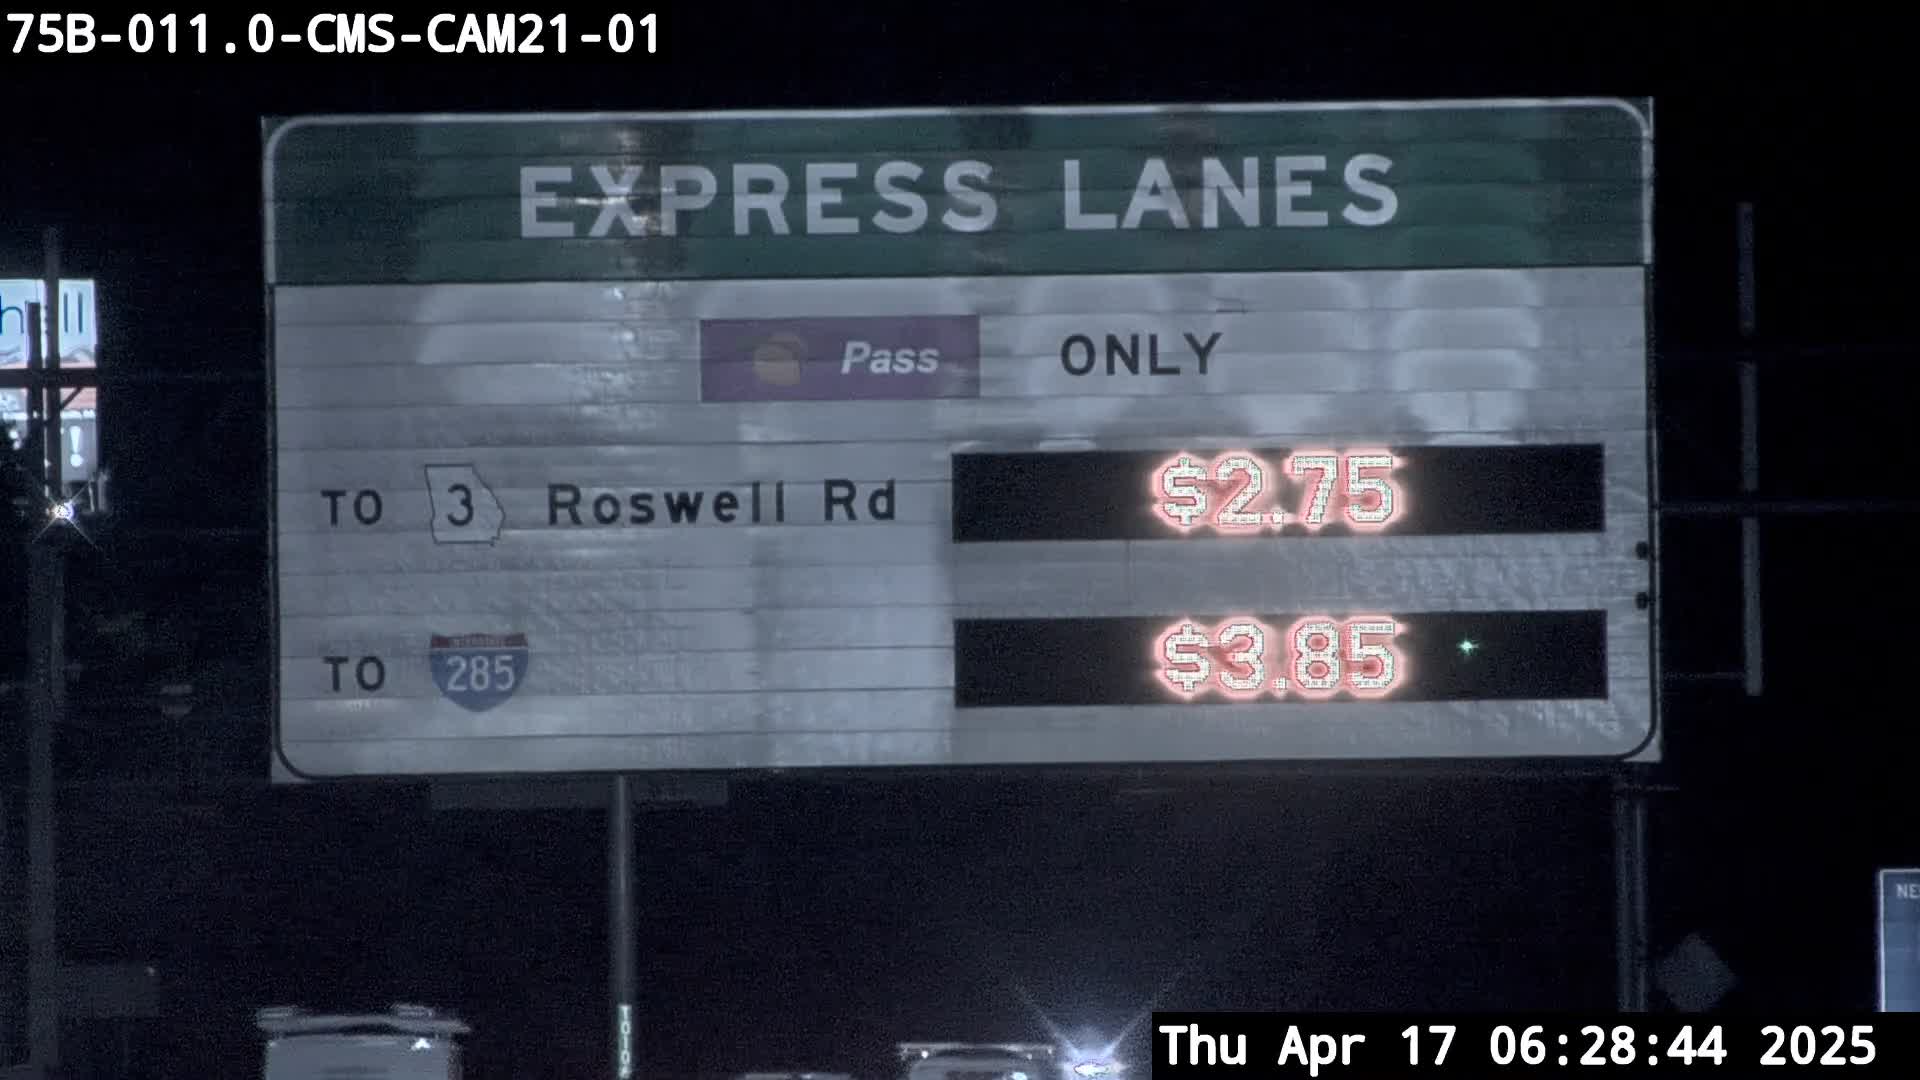 75B-011.0-CMS-CAM21-01
EXPRESS LANES
Pass ONLY
TO 3 Roswell Rd $2.75
TO INTERSTATE 285 $3.85
Thu Apr 17 06:28:44 2025